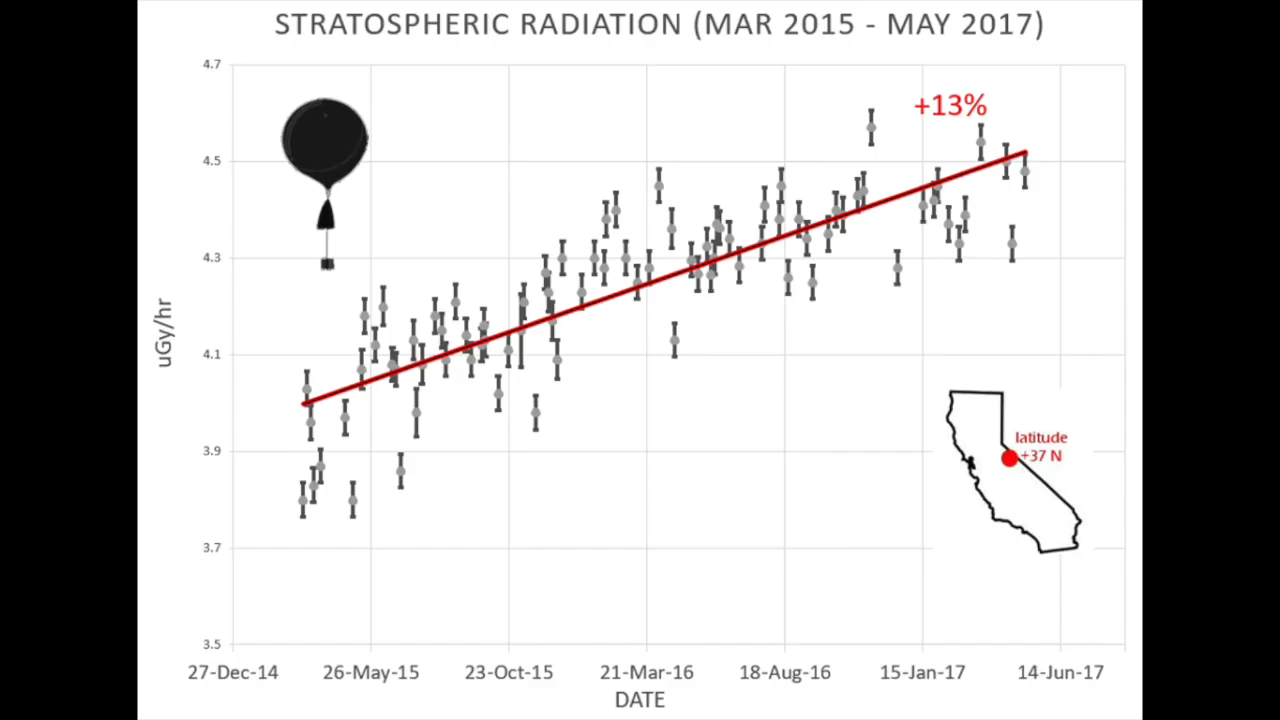 STRATOSPHERIC RADIATION (MAR 2015 - MAY 2017)
4.7
+13%
4.5
4.3
uGy/hr
4.1
latitude
+37 N
3.9
3.7
3.5
27-Dec-14 26-May-15 23-Oct-15 21-Mar-16 18-Aug-16 15-Jan-17 14-Jun-17
DATE